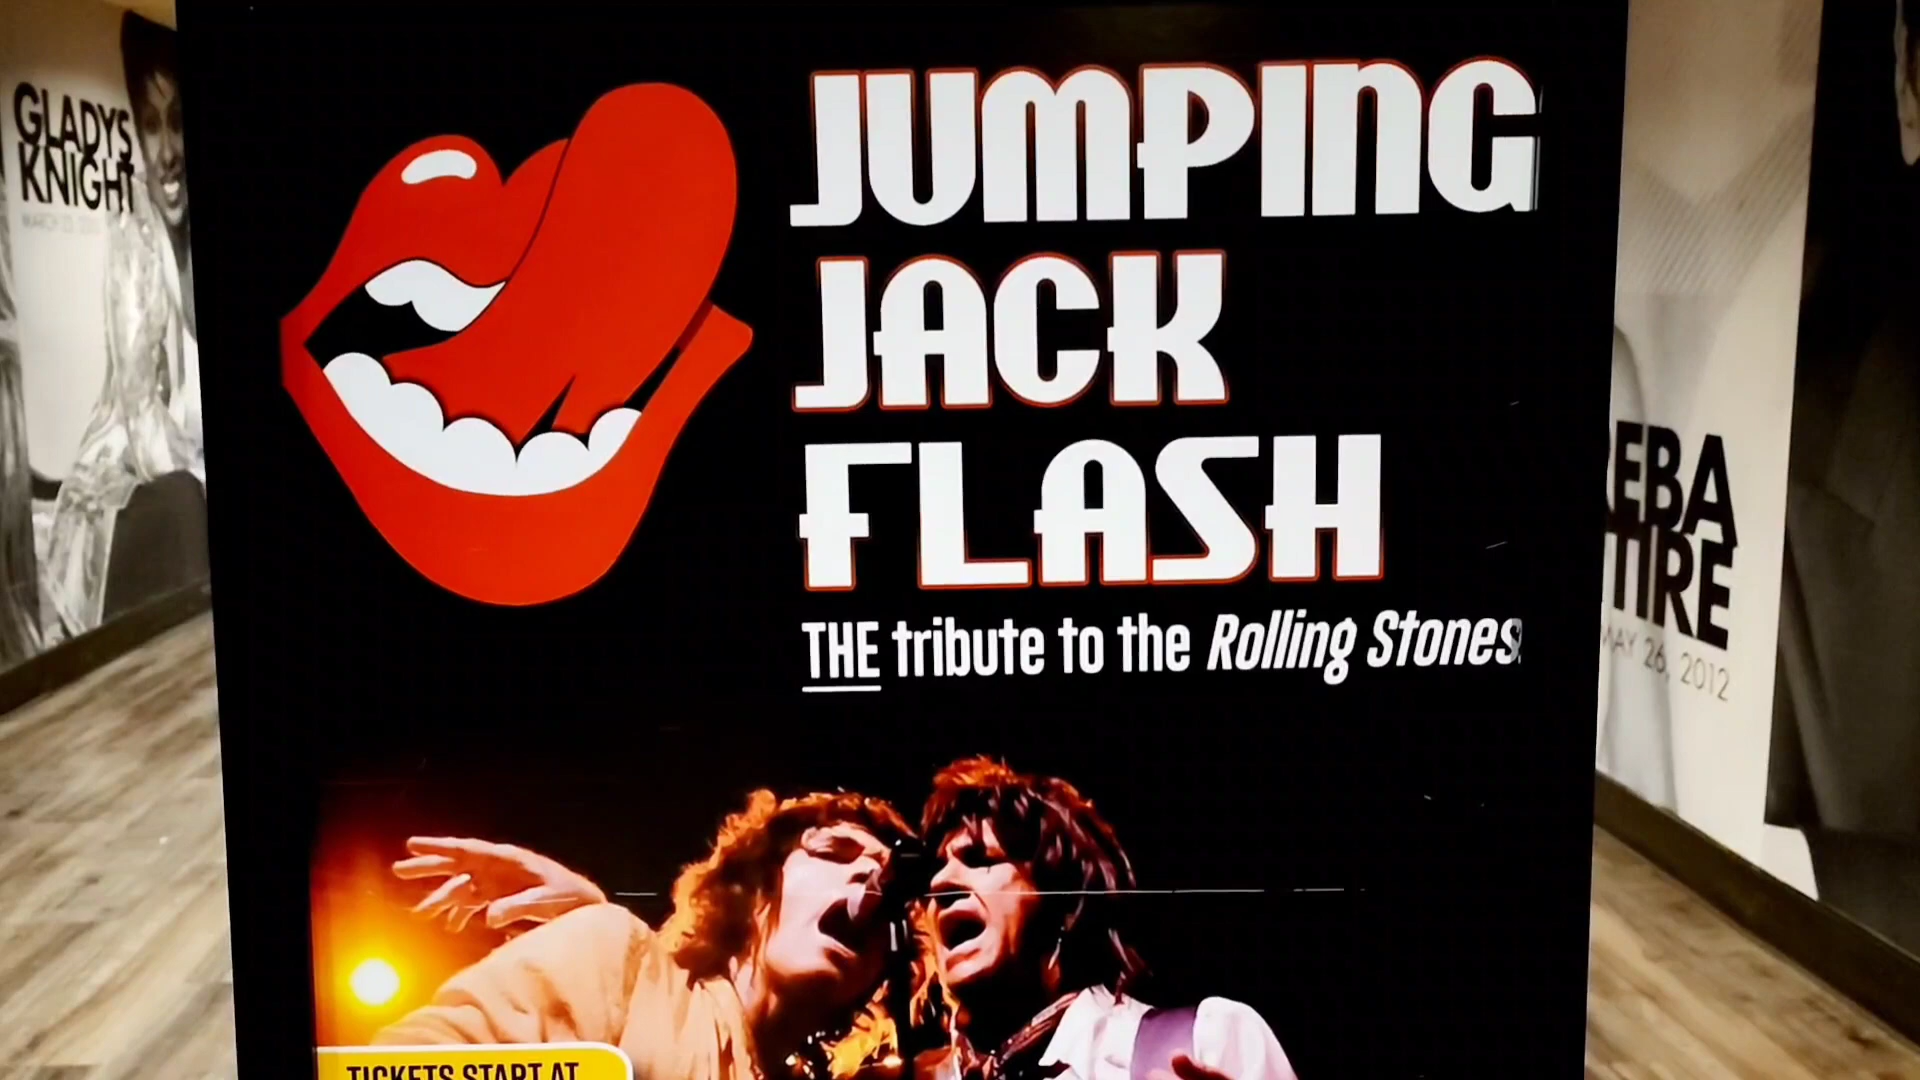 GLADYS
KNIGHT
JUMPING
JACK
FLASH
THE tribute to the Rolling Stones
TICKETS START AT
EBA
TIRE
MAY 26, 2012